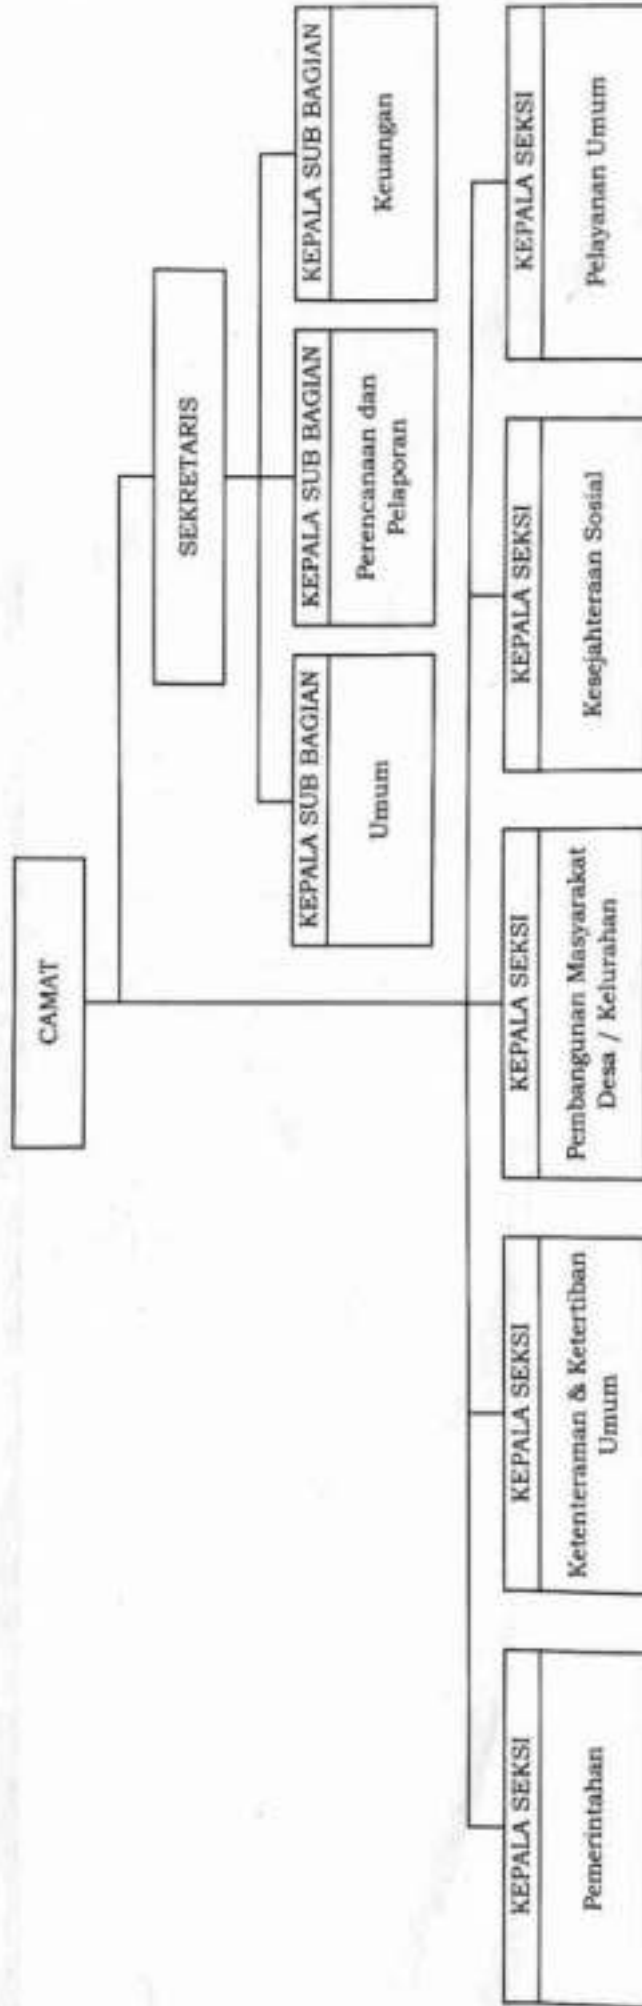 CAMAT
SEKRETARIS
KEPALA SUB BAGIAN
Umum
KEPALA SUB BAGIAN
Perencanaan dan
Pelaporan
KEPALA SUB BAGIAN
Keuangan
KEPALA SEKSI
Pemerintahan
KEPALA SEKSI
Ketenteraman & Ketertiban
Umum
KEPALA SEKSI
Pembangunan Masyarakat
Desa / Kelurahan
KEPALA SEKSI
Kesejahteraan Sosial
KEPALA SEKSI
Pelayanan Umum